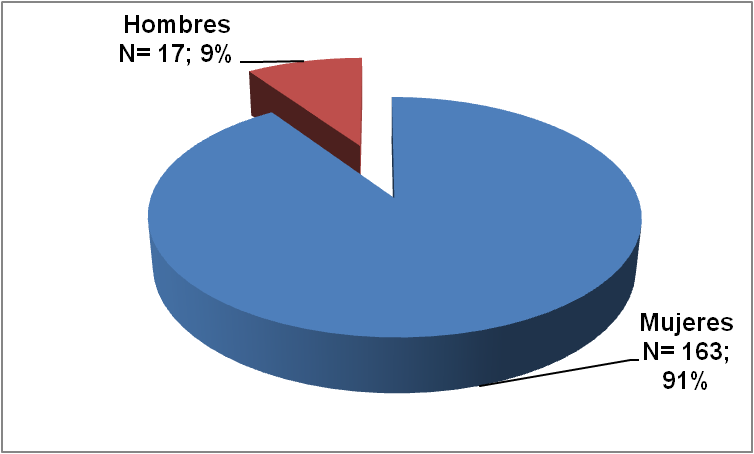 Hombres
N= 17; 9%
Mujeres
N= 163;
91%